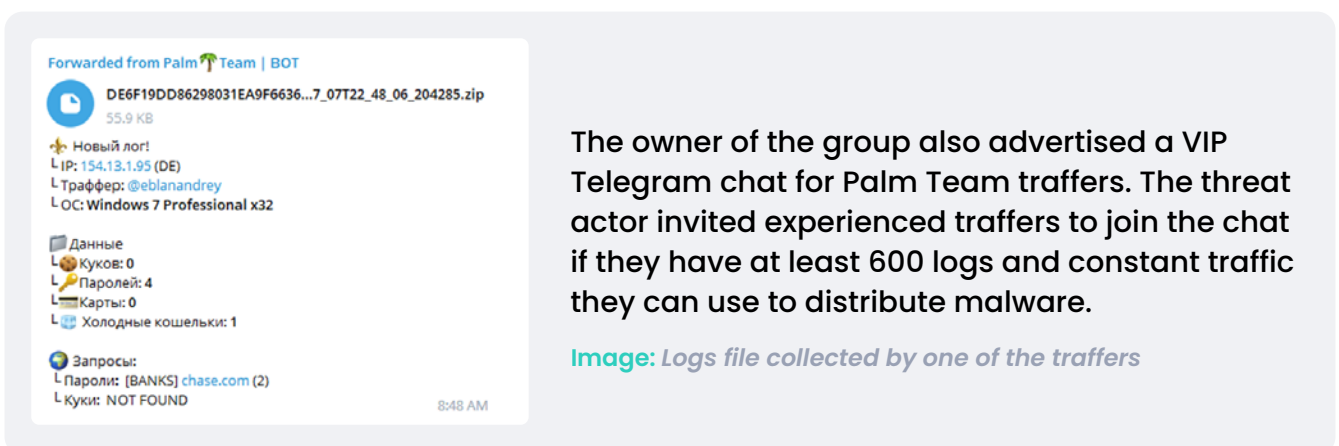 Forwarded from Palm🌴Team | BOT
DE6F19DD86298031EA9F6636...7_07T22_48_06_204285.zip
55.9 KB
⚜️ Новый лог!
└ IP: 154.13.1.95 (DE)
└ Траффер: @eblanandrey
└ ОС: Windows 7 Professional x32
📁 Данные
└🍪Куков: 0
└🔑Паролей: 4
└💳Карты: 0
└🧊 Холодные кошельки: 1
🌍 Запросы:
└ Пароли: [BANKS] chase.com (2)
└ Куки: NOT FOUND
8:48 AM
The owner of the group also advertised a VIP
Telegram chat for Palm Team traffers. The threat
actor invited experienced traffers to join the chat
if they have at least 600 logs and constant traffic
they can use to distribute malware.
Image: Logs file collected by one of the traffers